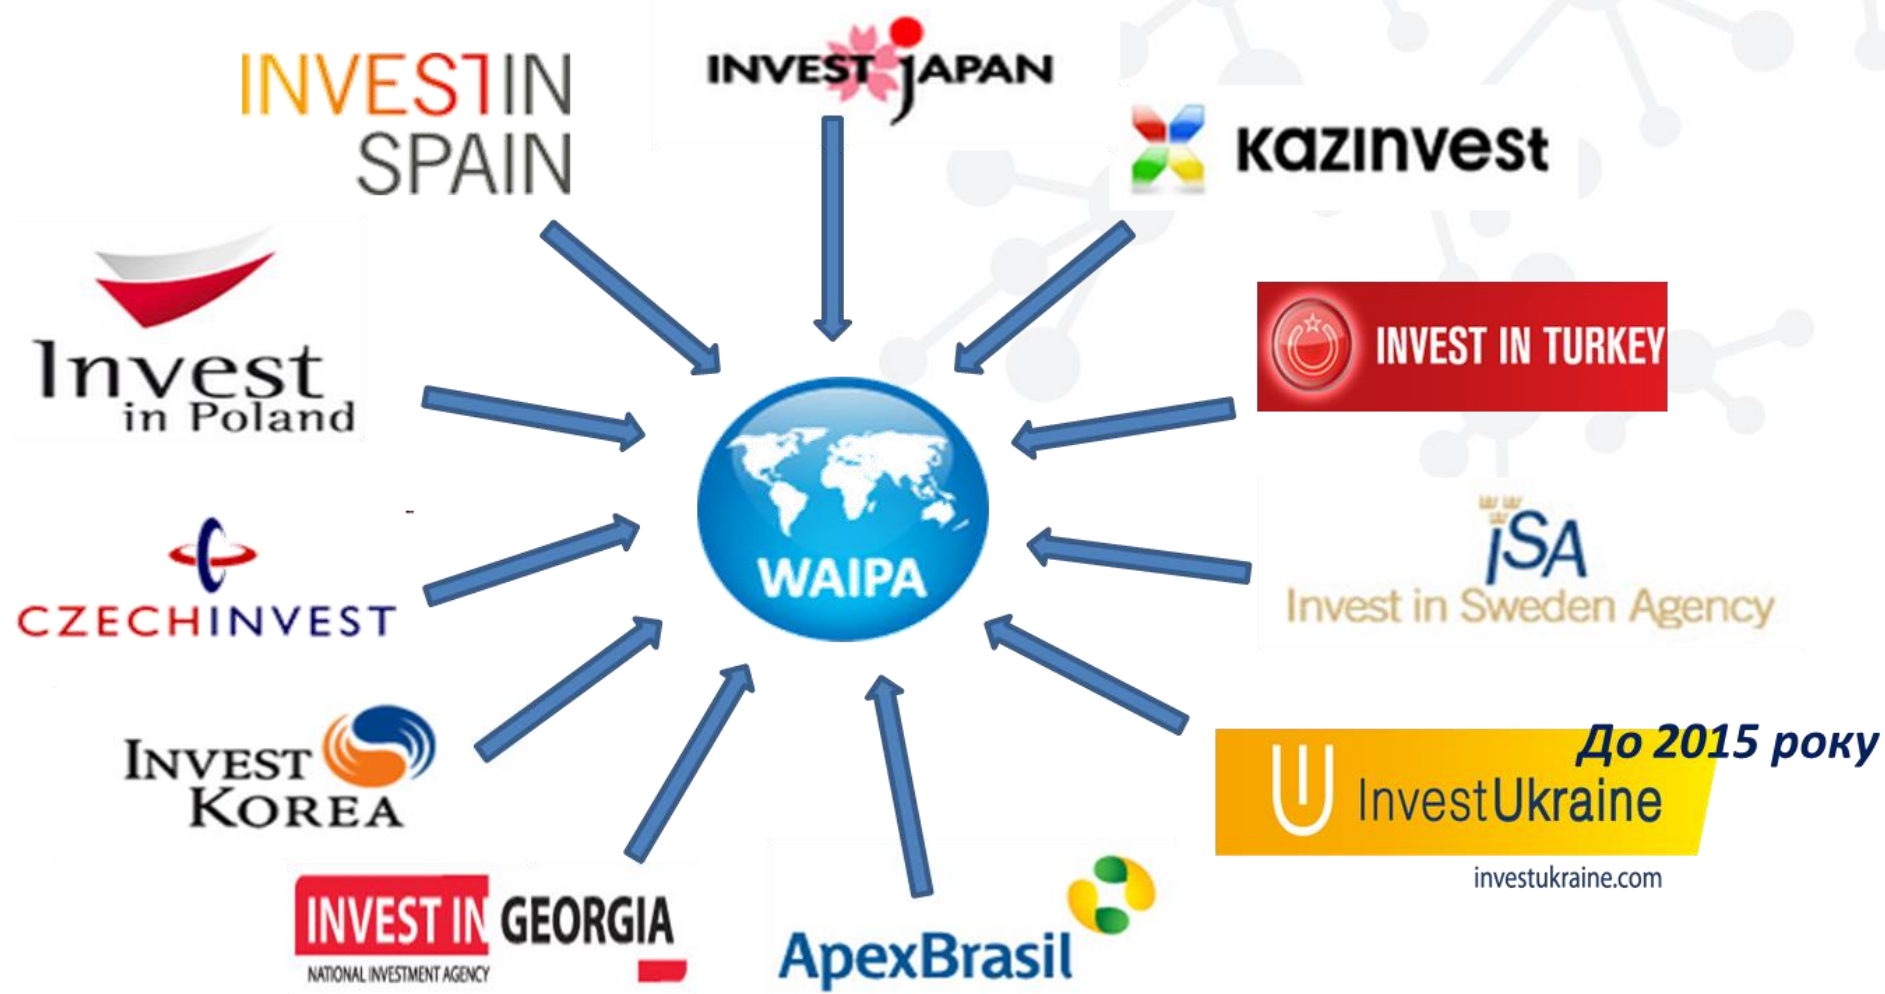 INVEST IN
SPAIN
INVEST JAPAN
Kazinvest
Invest
in Poland
INVEST IN TURKEY
WAIPA
CZECHINVEST
iSA
Invest in Sweden Agency
INVEST
KOREA
До 2015 року
InvestUkraine
investukraine.com
INVEST IN GEORGIA
NATIONAL INVESTMENT AGENCY
ApexBrasil